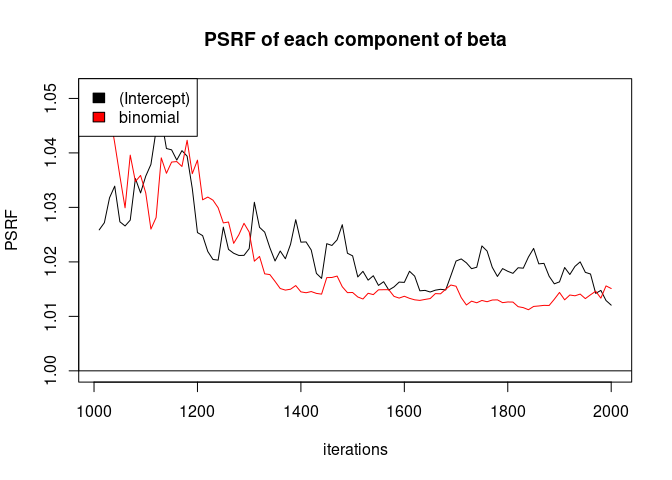 PSRF of each component of beta
(Intercept)
binomial
PSRF
1.05
1.04
1.03
1.02
1.01
1.00
1000 1200 1400 1600 1800 2000
iterations